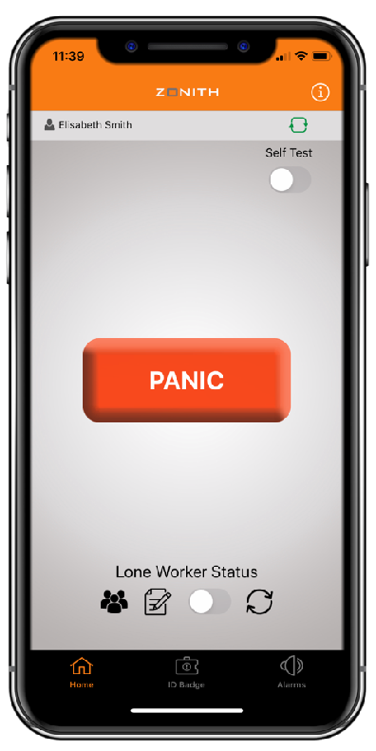 11:39
ZONITH
Elisabeth Smith
Self Test
PANIC
Lone Worker Status
Home
ID Badge
Alarms